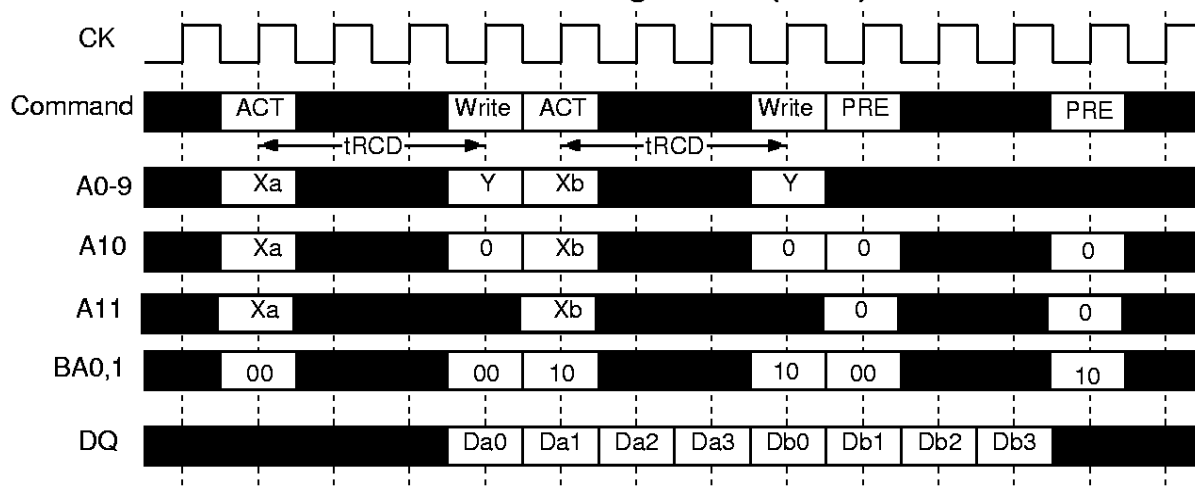 CK
Command ACT Write ACT Write PRE PRE
tRCD tRCD
A0-9 Xa Y Xb Y
A10 Xa 0 Xb 0 0 0
A11 Xa Xb 0 0
BA0,1 00 00 10 10 00 10
DQ Da0 Da1 Da2 Da3 Db0 Db1 Db2 Db3